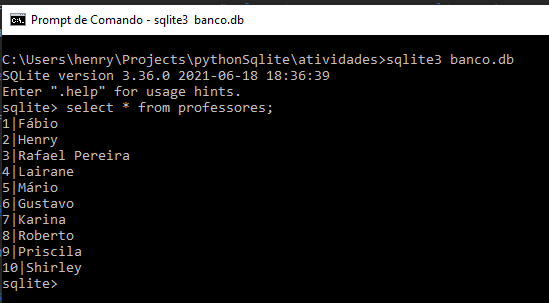 Prompt de Comando - sqlite3 banco.db
C:\Users\henry\Projects\pythonSqlite\atividades>sqlite3 banco.db
SQLite version 3.36.0 2021-06-18 18:36:39
Enter ".help" for usage hints.
sqlite> select * from professores;
1|Fábio
2|Henry
3|Rafael Pereira
4|Lairane
5|Mário
6|Gustavo
7|Karina
8|Roberto
9|Priscila
10|Shirley
sqlite>